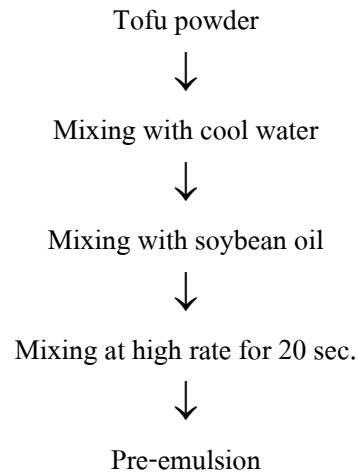 Tofu powder
Mixing with cool water
Mixing with soybean oil
Mixing at high rate for 20 sec.
Pre-emulsion